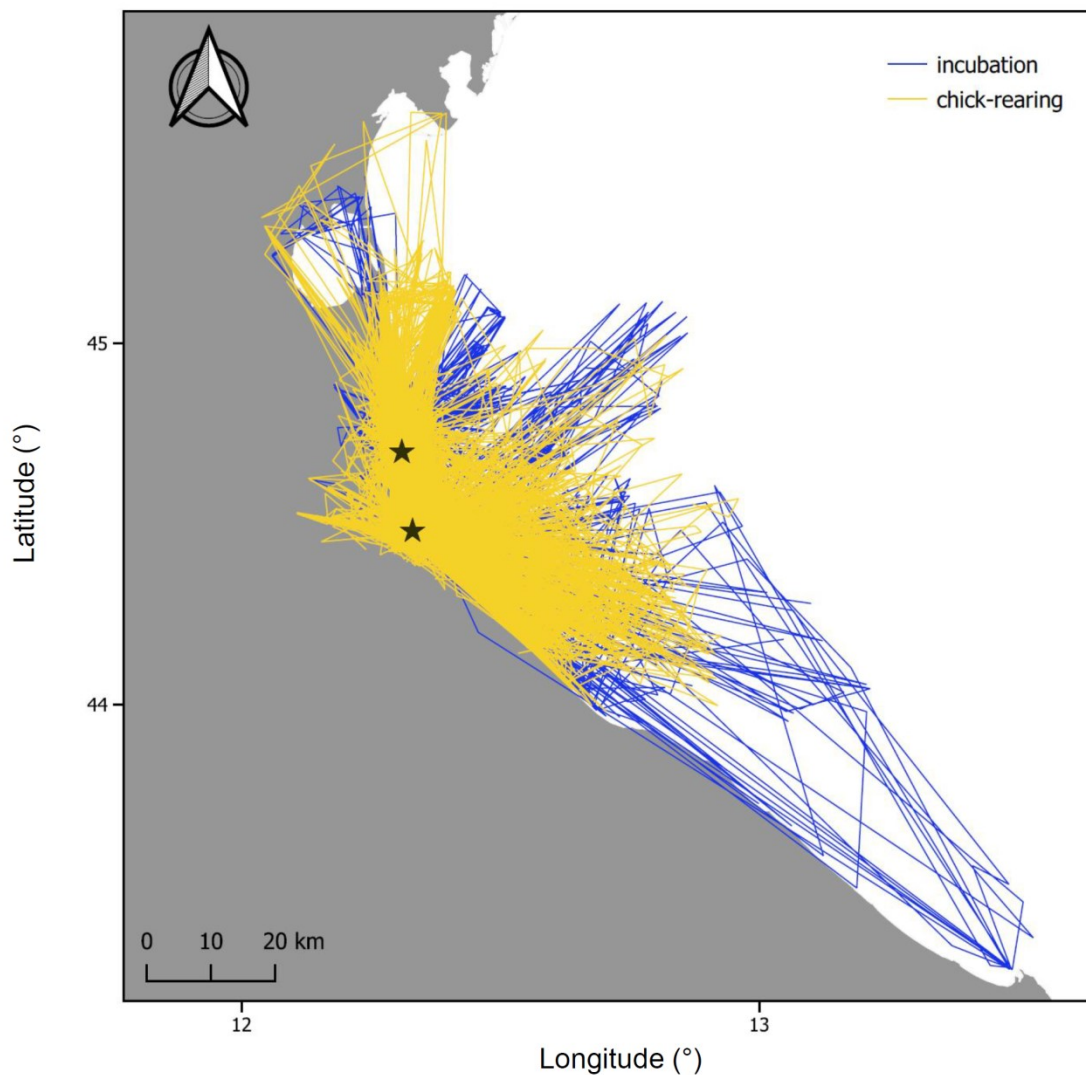 incubation
chick-rearing
45
44
Latitude (°)
0 10 20 km
12 13
Longitude (°)